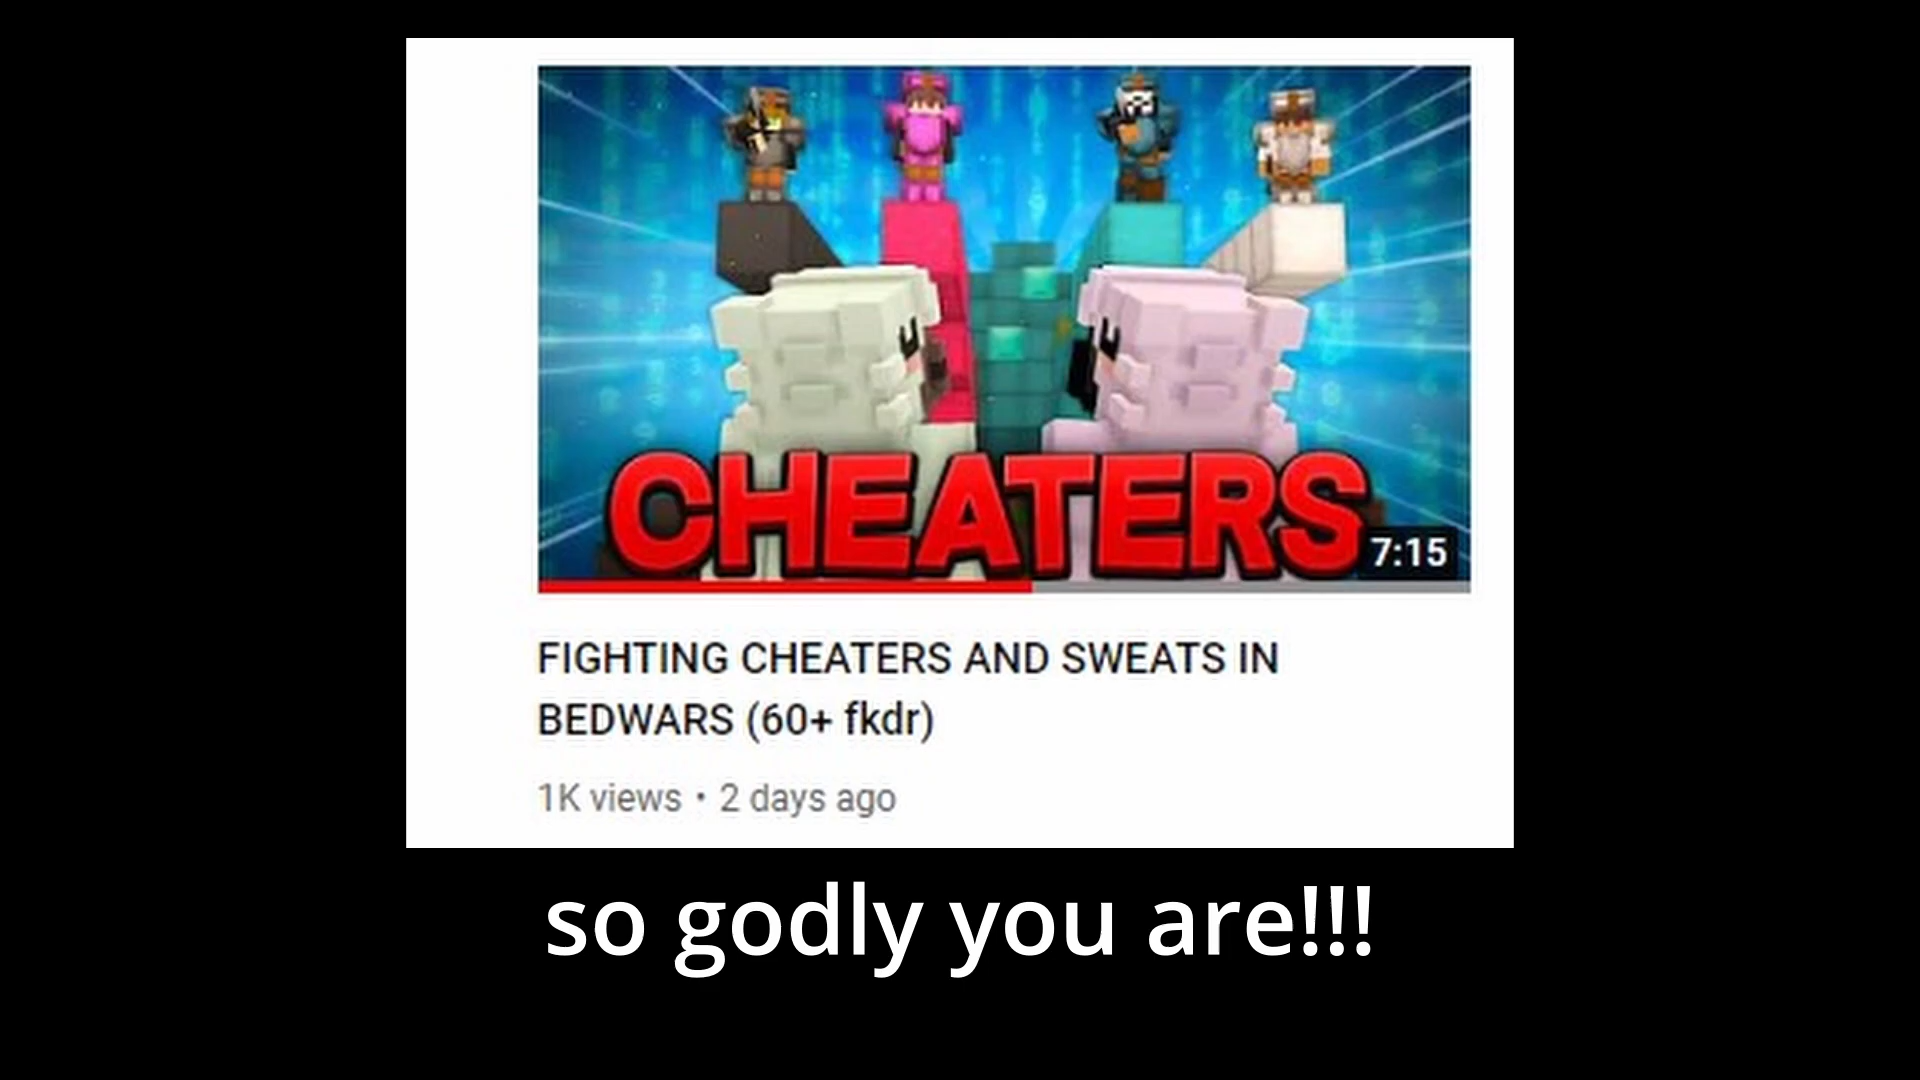 CHEATERS
7:15
FIGHTING CHEATERS AND SWEATS IN
BEDWARS (60+ fkdr)
1K views • 2 days ago
so godly you are!!!